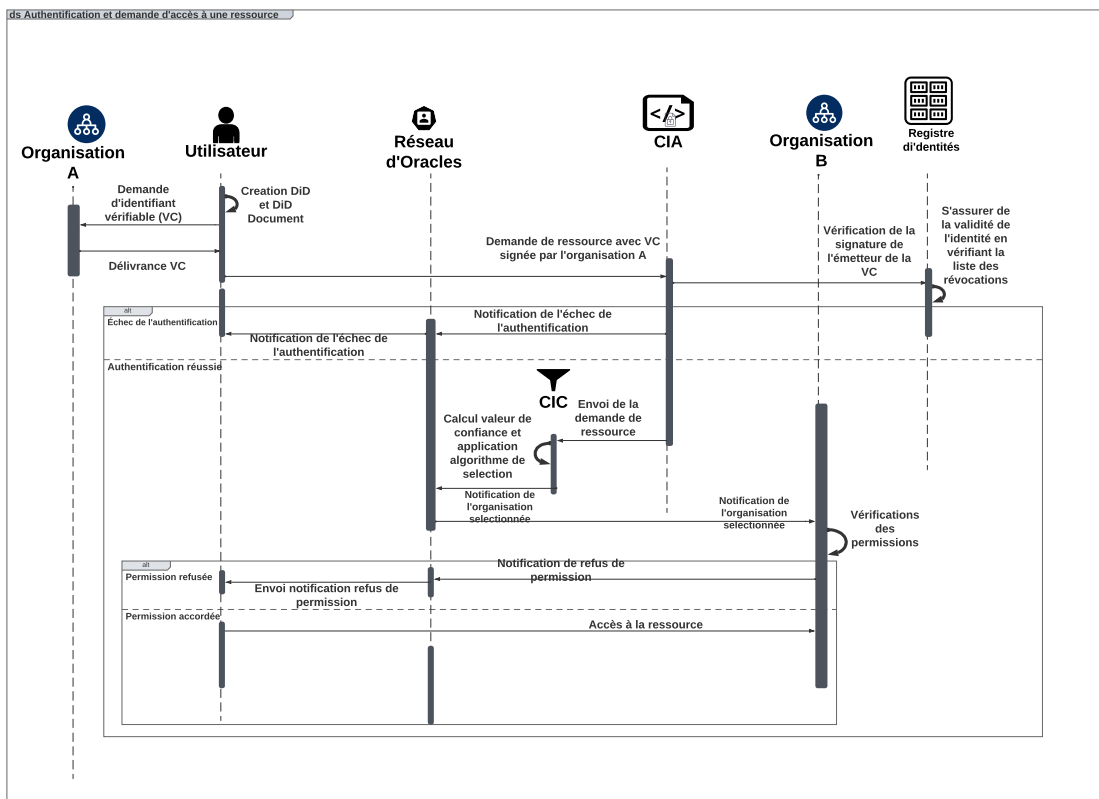 ds Authentification et demande d'accès à une ressource
Organisation
A
Utilisateur
Réseau
d'Oracles
</>
CIA
Organisation
B
Registre
di'dentités
Demande
d'identifiant
vérifiable (VC)
Creation DiD
et DiD
Document
Délivrance VC
Demande de ressource avec VC
signée par l'organisation A
Vérification de la
signature de
l'émetteur de la
VC
S'assurer de
la validité de
l'identité en
vérifiant la
liste des
révocations
alt
Échec de l'authentification
Notification de l'échec de
l'authentification
Notification de l'échec de
l'authentification
Authentification réussie
CIC
Envoi de la
demande de
ressource
Calcul valeur de
confiance et
application
algorithme de
selection
Notification de
l'organisation
selectionnée
Notification de
l'organisation
selectionnée
Vérifications
des
permissions
alt
Permission refusée
Notification de refus de
permission
Envoi notification refus de
permission
Permission accordée
Accès à la ressource